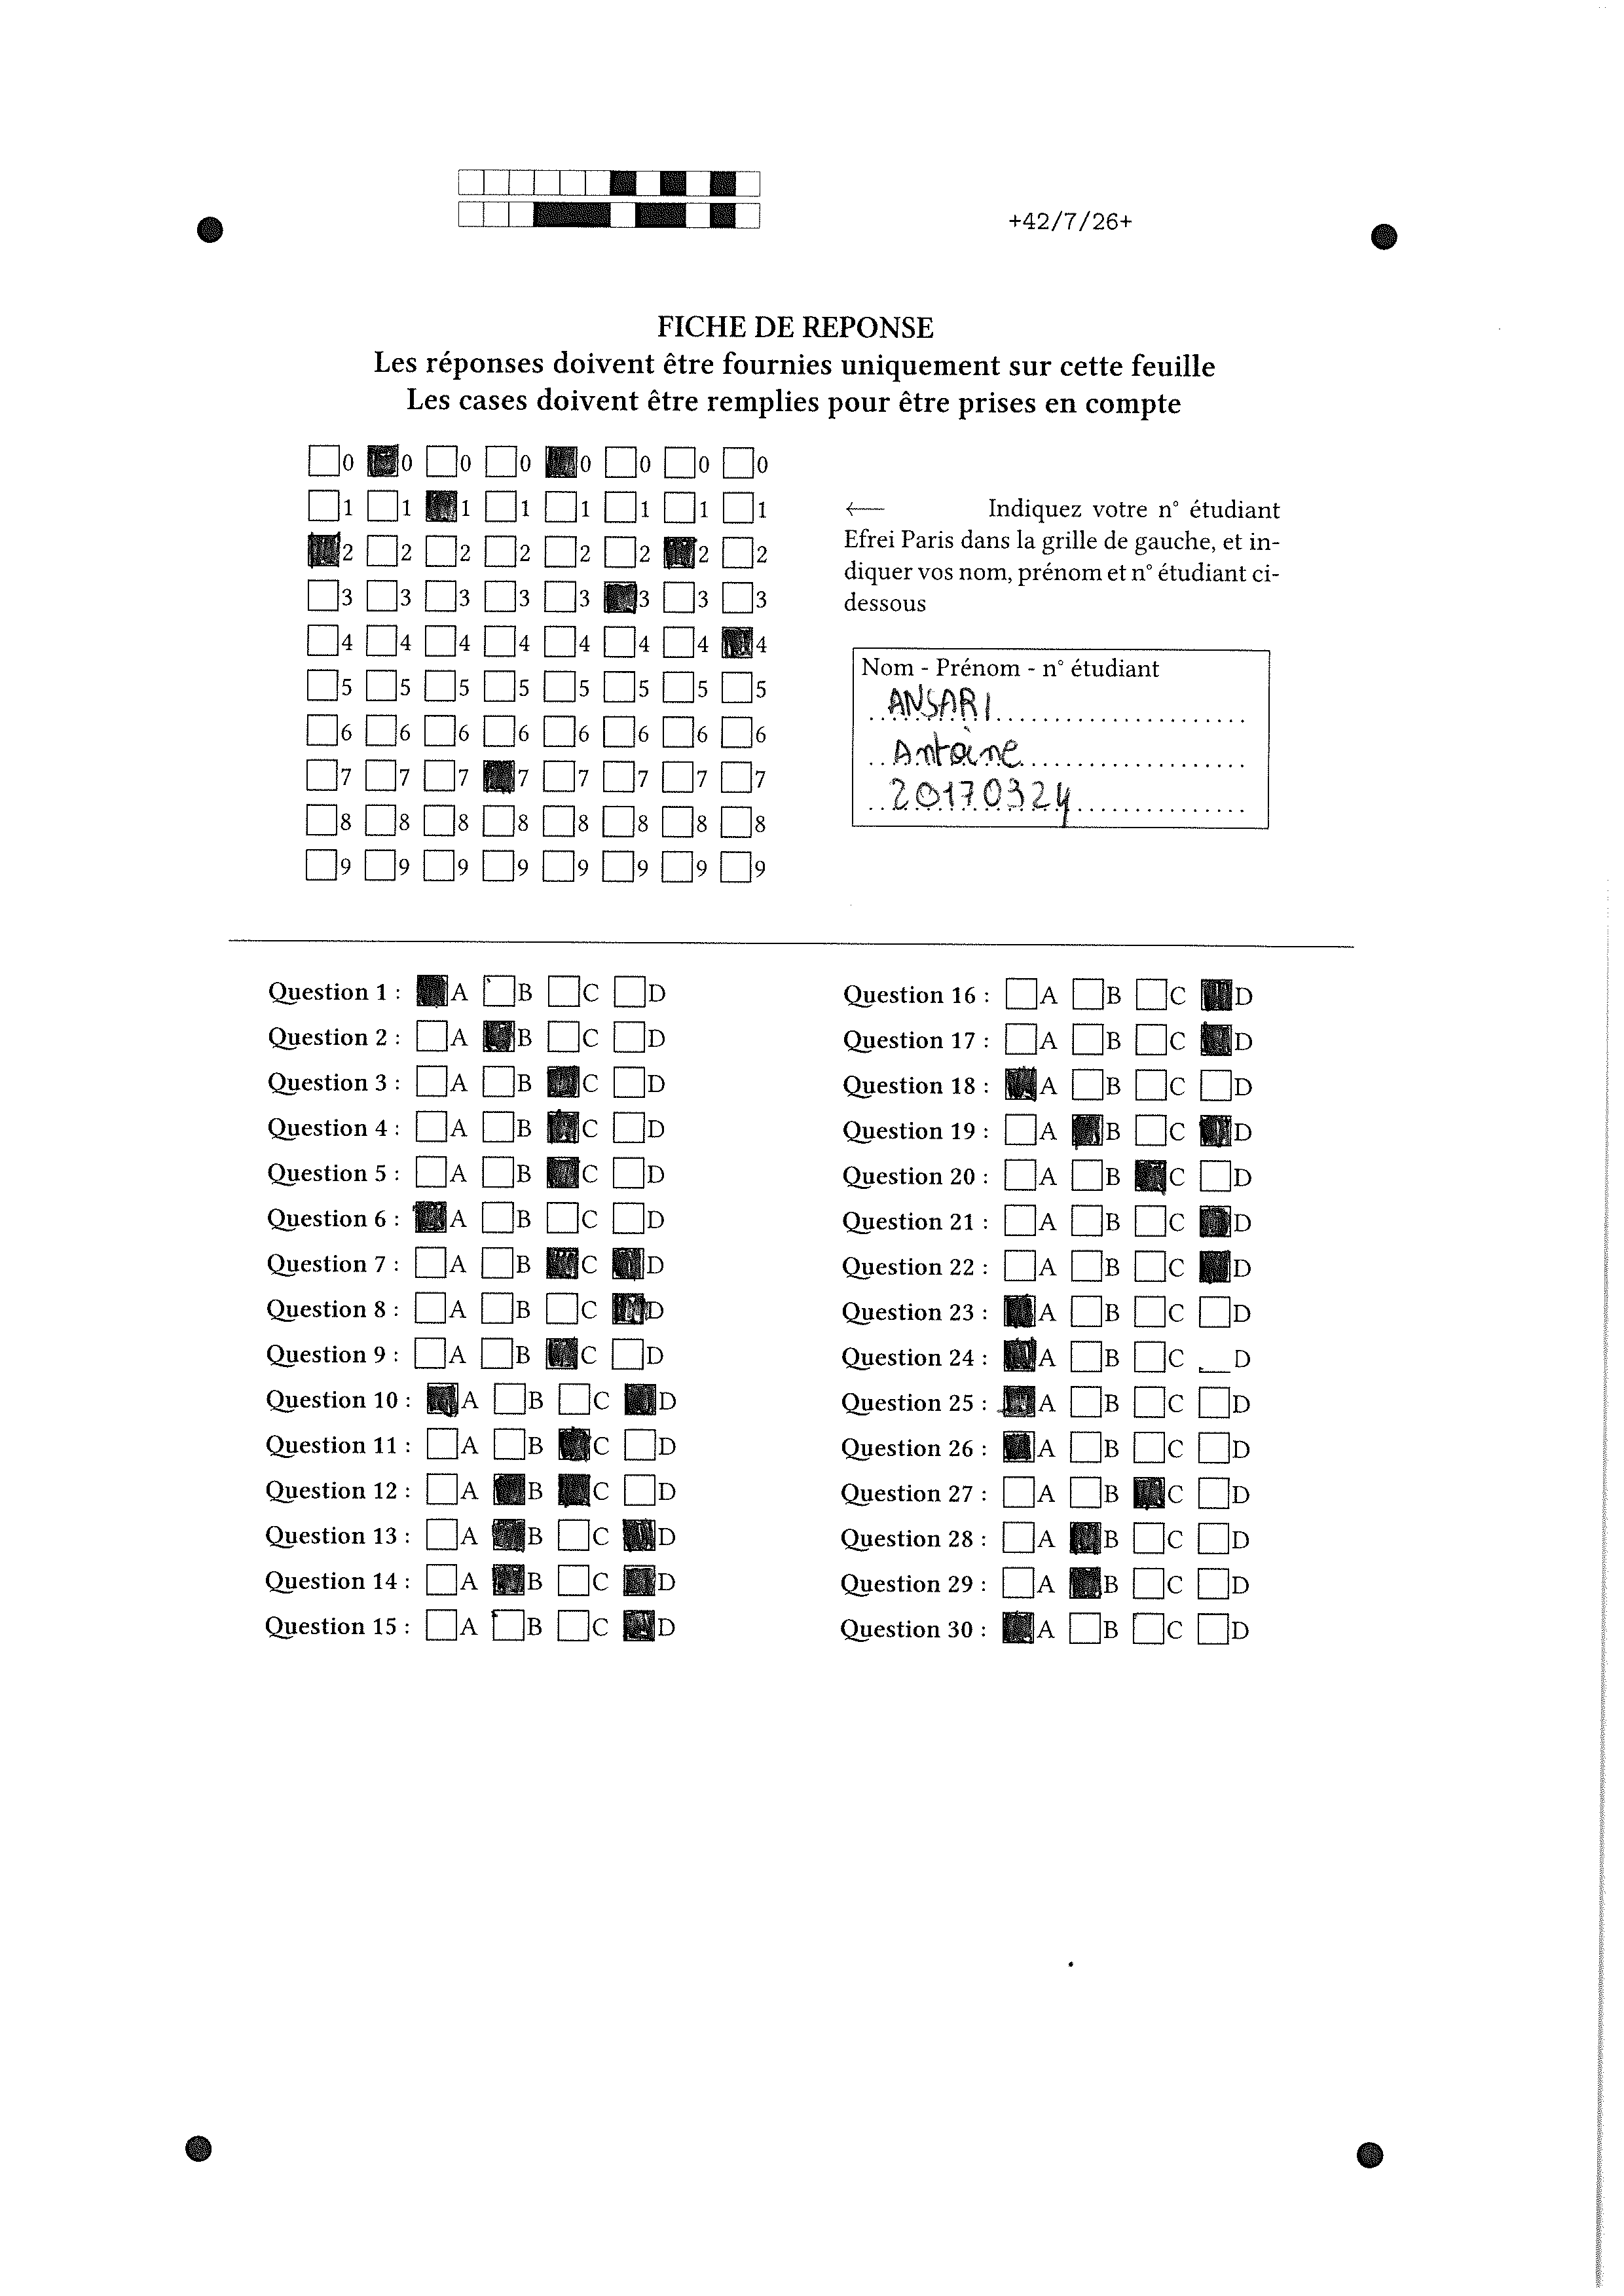 +42/7/26+
FICHE DE REPONSE
Les réponses doivent être fournies uniquement sur cette feuille
Les cases doivent être remplies pour être prises en compte
0 0 0 0 0 0 0 0
1 1 1 1 1 1 1 1
2 2 2 2 2 2 2 2
3 3 3 3 3 3 3 3
4 4 4 4 4 4 4 4
5 5 5 5 5 5 5 5
6 6 6 6 6 6 6 6
7 7 7 7 7 7 7 7
8 8 8 8 8 8 8 8
9 9 9 9 9 9 9 9
← Indiquez votre n° étudiant
Efrei Paris dans la grille de gauche, et in-
diquer vos nom, prénom et n° étudiant ci-
dessous
Nom - Prénom - n° étudiant
ANSARI
Antoine
20170324
Question 1 : A B C D
Question 2 : A B C D
Question 3 : A B C D
Question 4 : A B C D
Question 5 : A B C D
Question 6 : A B C D
Question 7 : A B C D
Question 8 : A B C D
Question 9 : A B C D
Question 10 : A B C D
Question 11 : A B C D
Question 12 : A B C D
Question 13 : A B C D
Question 14 : A B C D
Question 15 : A B C D
Question 16 : A B C D
Question 17 : A B C D
Question 18 : A B C D
Question 19 : A B C D
Question 20 : A B C D
Question 21 : A B C D
Question 22 : A B C D
Question 23 : A B C D
Question 24 : A B C D
Question 25 : A B C D
Question 26 : A B C D
Question 27 : A B C D
Question 28 : A B C D
Question 29 : A B C D
Question 30 : A B C D